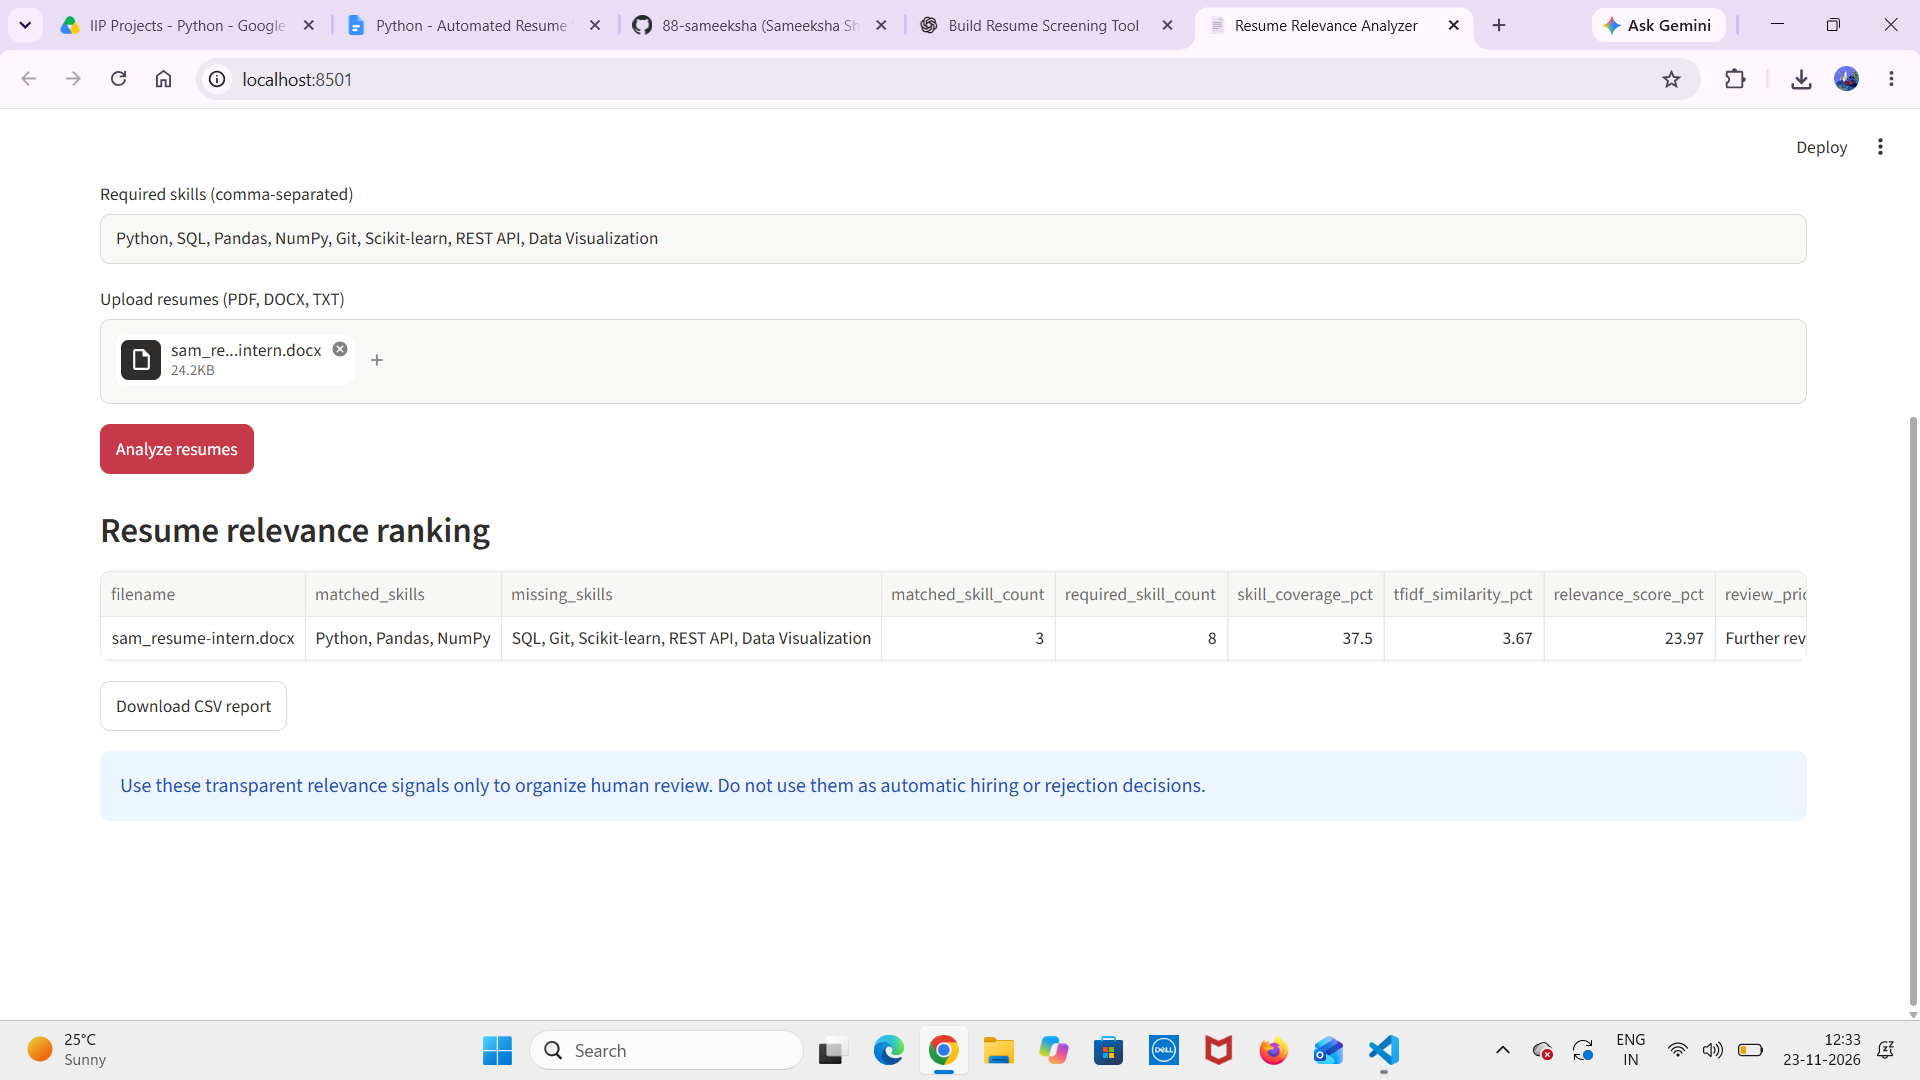 IIP Projects - Python - Google
Python - Automated Resume
88-sameeksha (Sameeksha Sh
Build Resume Screening Tool
Resume Relevance Analyzer
Ask Gemini
localhost:8501
Deploy
Required skills (comma-separated)
Python, SQL, Pandas, NumPy, Git, Scikit-learn, REST API, Data Visualization
Upload resumes (PDF, DOCX, TXT)
sam_re...intern.docx
24.2KB
Analyze resumes
Resume relevance ranking
filename matched_skills missing_skills matched_skill_count required_skill_count skill_coverage_pct tfidf_similarity_pct relevance_score_pct review_prio
sam_resume-intern.docx Python, Pandas, NumPy SQL, Git, Scikit-learn, REST API, Data Visualization 3 8 37.5 3.67 23.97 Further rev
Download CSV report
Use these transparent relevance signals only to organize human review. Do not use them as automatic hiring or rejection decisions.
25°C
Sunny
Search
DELL
ENG
IN
12:33
23-11-2026